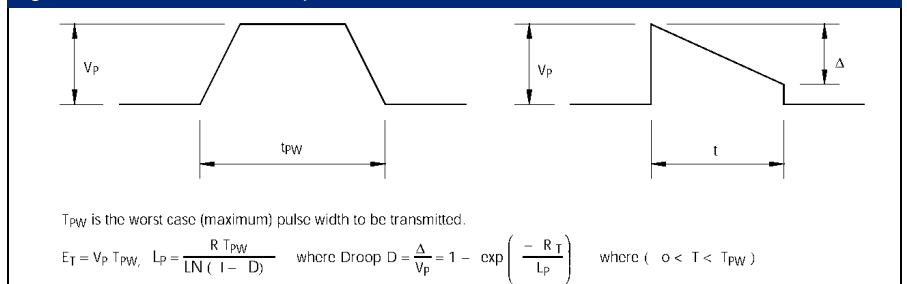 VP
tPW
VP
Δ
t
TPW is the worst case (maximum) pulse width to be transmitted.
ET = VP TPW, LP = R TPW / LN ( I − D) where Droop D = Δ / VP = 1 − exp ( − R T / LP ) where ( o < T < TPW )